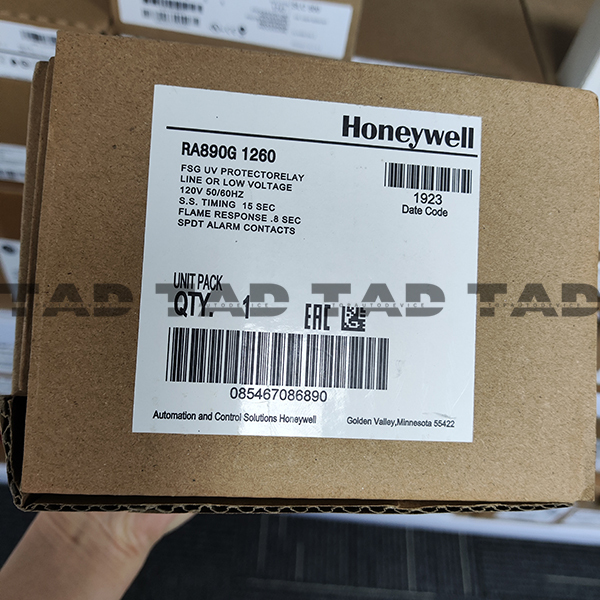 Honeywell
RA890G 1260
FSG UV PROTECTORELAY
LINE OR LOW VOLTAGE
120V 50/60HZ
S.S. TIMING 15 SEC
FLAME RESPONSE .8 SEC
SPDT ALARM CONTACTS
1923
Date Code
UNIT PACK
QTY. 1
EAC
TAD TAD TAD TAD
085467086890
Automation and Control Solutions Honeywell
Golden Valley,Minnesota 55422